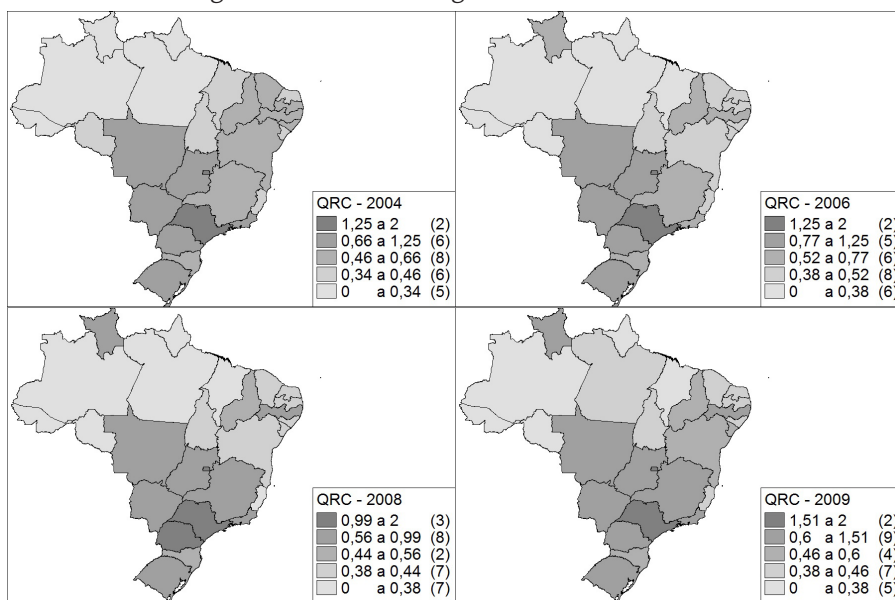 QRC - 2004
1,25 a 2 (2)
0,66 a 1,25 (6)
0,46 a 0,66 (8)
0,34 a 0,46 (6)
0 a 0,34 (5)
QRC - 2006
1,25 a 2 (2)
0,77 a 1,25 (5)
0,52 a 0,77 (6)
0,38 a 0,52 (8)
0 a 0,38 (6)
QRC - 2008
0,99 a 2 (3)
0,56 a 0,99 (8)
0,44 a 0,56 (2)
0,38 a 0,44 (7)
0 a 0,38 (7)
QRC - 2009
1,51 a 2 (2)
0,6 a 1,51 (9)
0,46 a 0,6 (4)
0,38 a 0,46 (7)
0 a 0,38 (5)